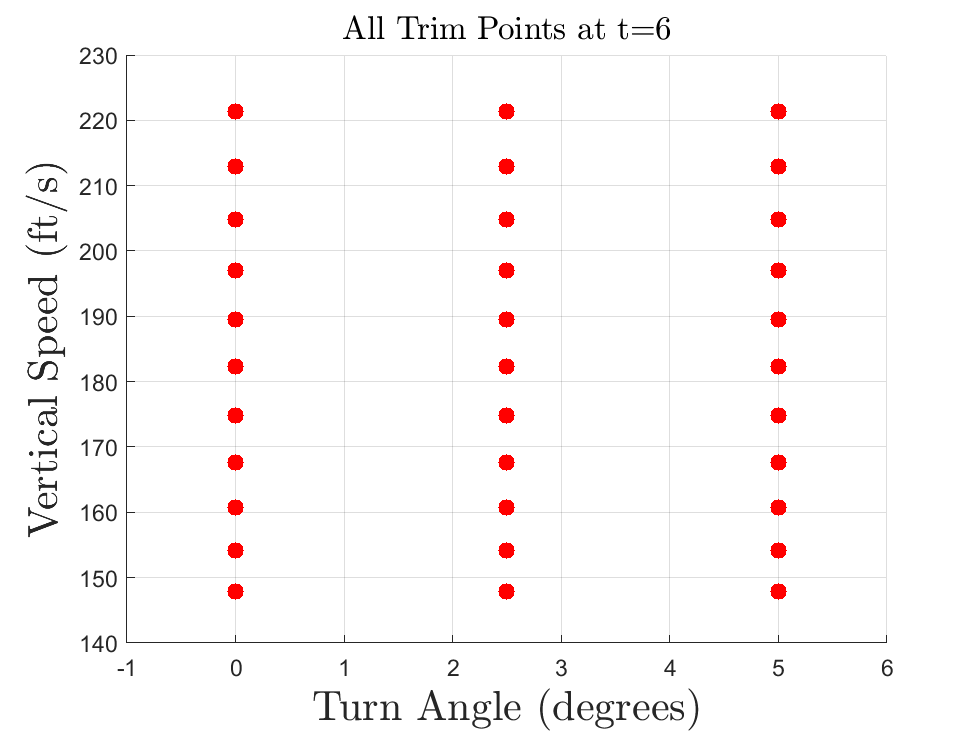 All Trim Points at t=6
230
220
210
200
190
180
170
160
150
140
Vertical Speed (ft/s)
-1 0 1 2 3 4 5 6
Turn Angle (degrees)